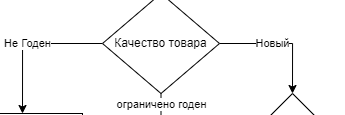 Не Годен
Качество товара
Новый
ограничено годен